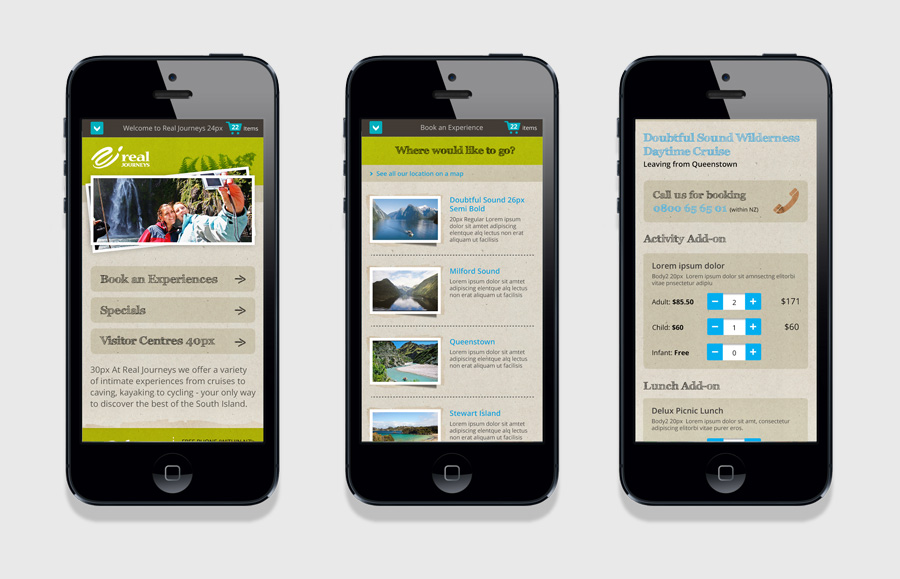 Welcome to Real Journeys 24px
22 Items
real
JOURNEYS
Book an Experiences
Specials
Visitor Centres 40px
30px At Real Journeys we offer a variety
of intimate experiences from cruises to
caving, kayaking to cycling - your only way
to discover the best of the South Island.
Book an Experience
22 items
Where would like to go?
See all our location on a map
Doubtful Sound 26px
Semi Bold
20px Regular Lorem ipsum
dolor sit amtet adipiscing
elentque alq lectus non
aliquam ut facilisis
Milford Sound
Lorem ipsum dolor sit amtet
adipiscing elentque alq lectus
non aliquam ut facilisis
Queenstown
Lorem ipsum dolor sit amtet
adipiscing elentque alq lectus
non aliquam ut facilisis
Stewart Island
Lorem ipsum dolor sit amtet
adipiscing elentque alq lectus
non aliquam ut facilisis
Doubtful Sound Wilderness
Daytime Cruise
Leaving from Queenstown
Call us for booking
0800 65 65 01 (within NZ)
Activity Add-on
Lorem ipsum dolor
Body2 20px Lorem ipsum dolor sit amnsectng elitorbi
vitae prosectetur adiptu
Adult: $85.50 − 2 + $171
Child: $60 − 1 + $60
Infant: Free − 0 +
Lunch Add-on
Delux Picnic Lunch
Body2 20px Lorem ipsum dolor sit amt, consectetur
adipiscing elitorbi vitae purer eros.